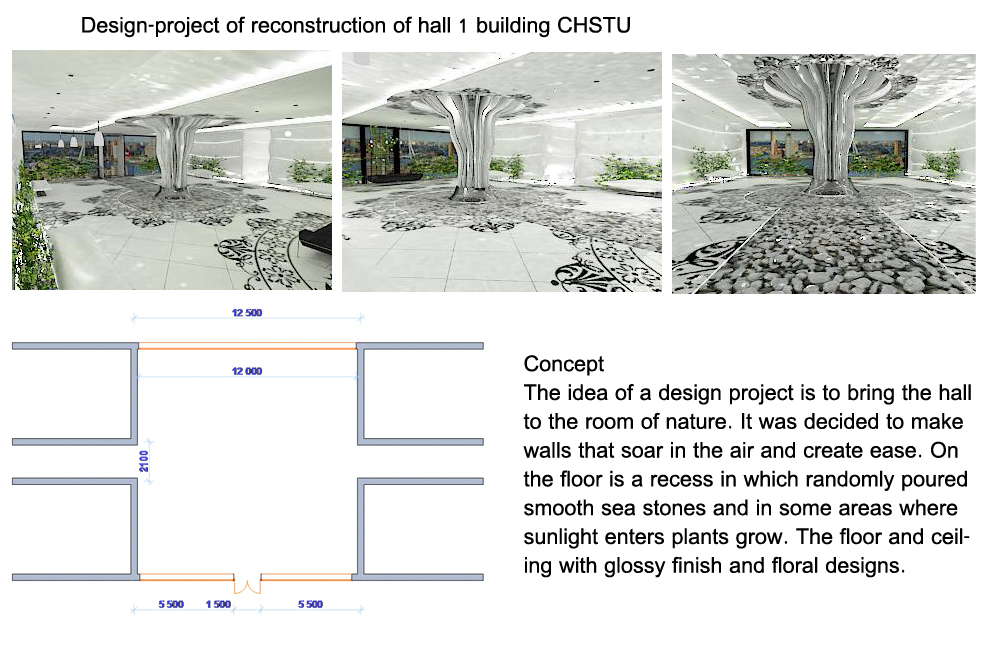 Design-project of reconstruction of hall 1 building CHSTU
12 500
12 000
2100
5 500 1 500 5 500
Concept
The idea of a design project is to bring the hall
to the room of nature. It was decided to make
walls that soar in the air and create ease. On
the floor is a recess in which randomly poured
smooth sea stones and in some areas where
sunlight enters plants grow. The floor and ceil-
ing with glossy finish and floral designs.